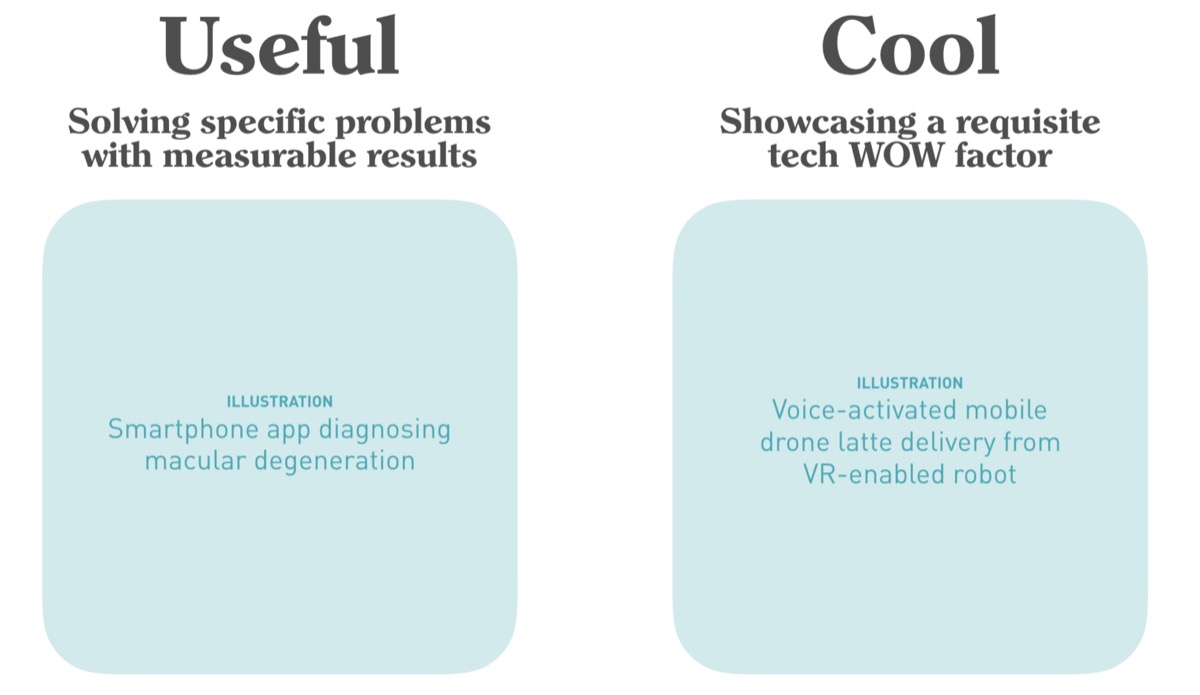 Useful
Solving specific problems
with measurable results
ILLUSTRATION
Smartphone app diagnosing
macular degeneration
Cool
Showcasing a requisite
tech WOW factor
ILLUSTRATION
Voice-activated mobile
drone latte delivery from
VR-enabled robot